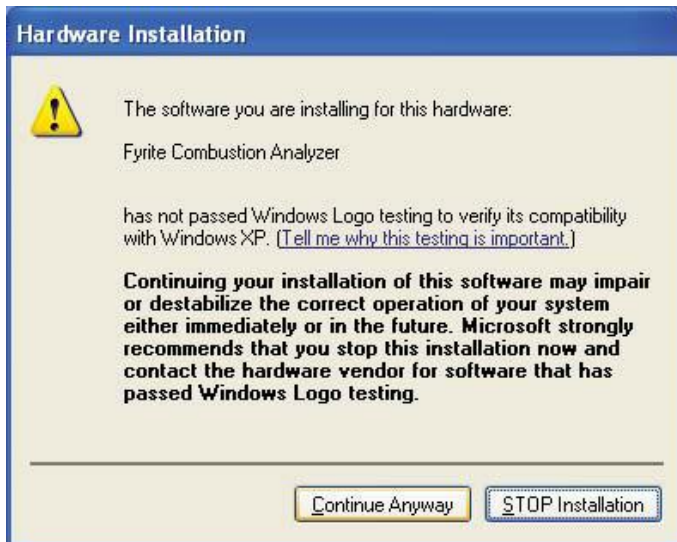 Hardware Installation
The software you are installing for this hardware:
Fyrite Combustion Analyzer
has not passed Windows Logo testing to verify its compatibility
with Windows XP. (Tell me why this testing is important.)
Continuing your installation of this software may impair
or destabilize the correct operation of your system
either immediately or in the future. Microsoft strongly
recommends that you stop this installation now and
contact the hardware vendor for software that has
passed Windows Logo testing.
Continue Anyway
STOP Installation